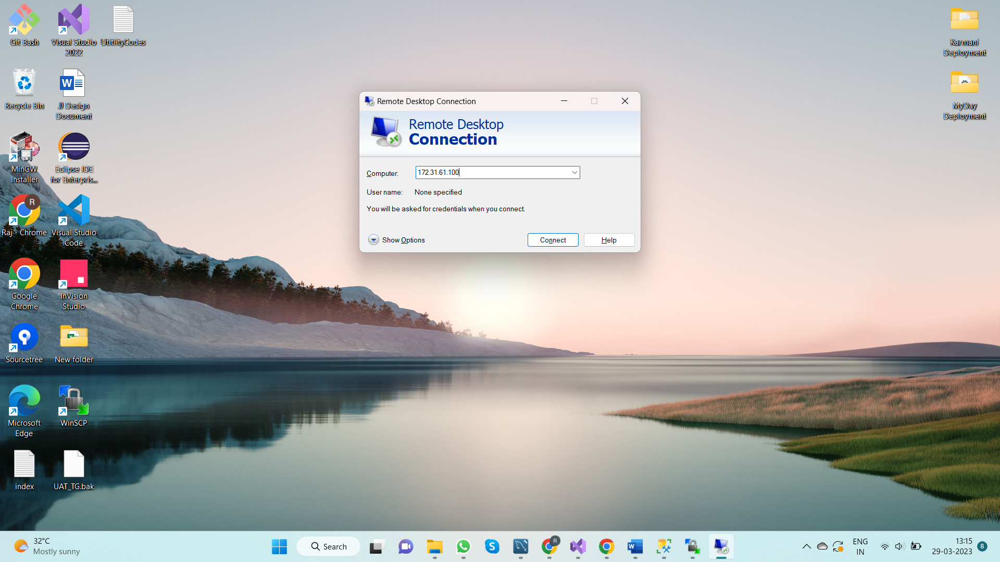 Git Bash
Visual Studio
2022
UtitlityCodes
Recycle Bin
JJ Design
Document
MinGW
Installer
Eclipse IDE
for Enterpris...
R
Raj - Chrome
Visual Studio
Code
Google
Chrome
InVision
Studio
Sourcetree
New folder
Microsoft
Edge
WinSCP
index
UAT_TG.bak
Karmani
Deployment
MyDay
Deployment
Remote Desktop Connection
Remote Desktop
Connection
Computer: 172.31.61.100
User name: None specified
You will be asked for credentials when you connect.
Show Options
Connect
Help
32°C
Mostly sunny
Search
R
ENG
IN
13:15
29-03-2023
8